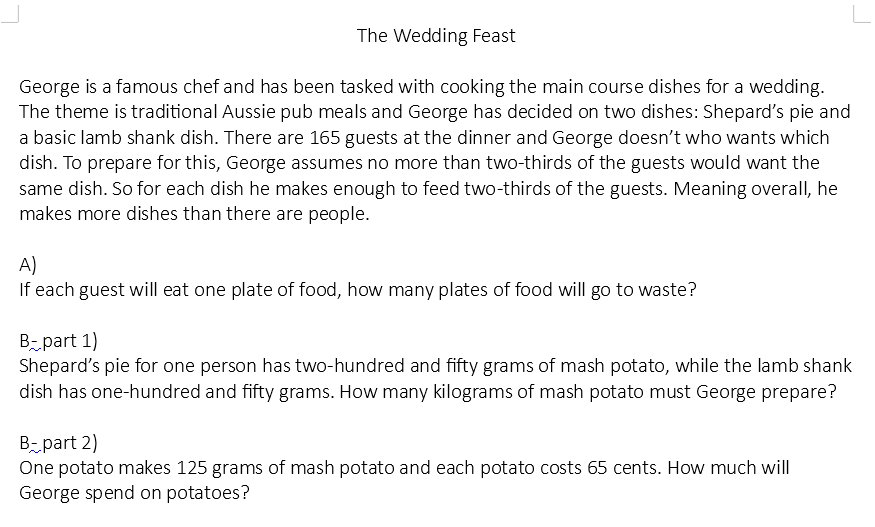 The Wedding Feast
George is a famous chef and has been tasked with cooking the main course dishes for a wedding.
The theme is traditional Aussie pub meals and George has decided on two dishes: Shepard's pie and
a basic lamb shank dish. There are 165 guests at the dinner and George doesn't who wants which
dish. To prepare for this, George assumes no more than two-thirds of the guests would want the
same dish. So for each dish he makes enough to feed two-thirds of the guests. Meaning overall, he
makes more dishes than there are people.
A)
If each guest will eat one plate of food, how many plates of food will go to waste?
B- part 1)
Shepard's pie for one person has two-hundred and fifty grams of mash potato, while the lamb shank
dish has one-hundred and fifty grams. How many kilograms of mash potato must George prepare?
B- part 2)
One potato makes 125 grams of mash potato and each potato costs 65 cents. How much will
George spend on potatoes?